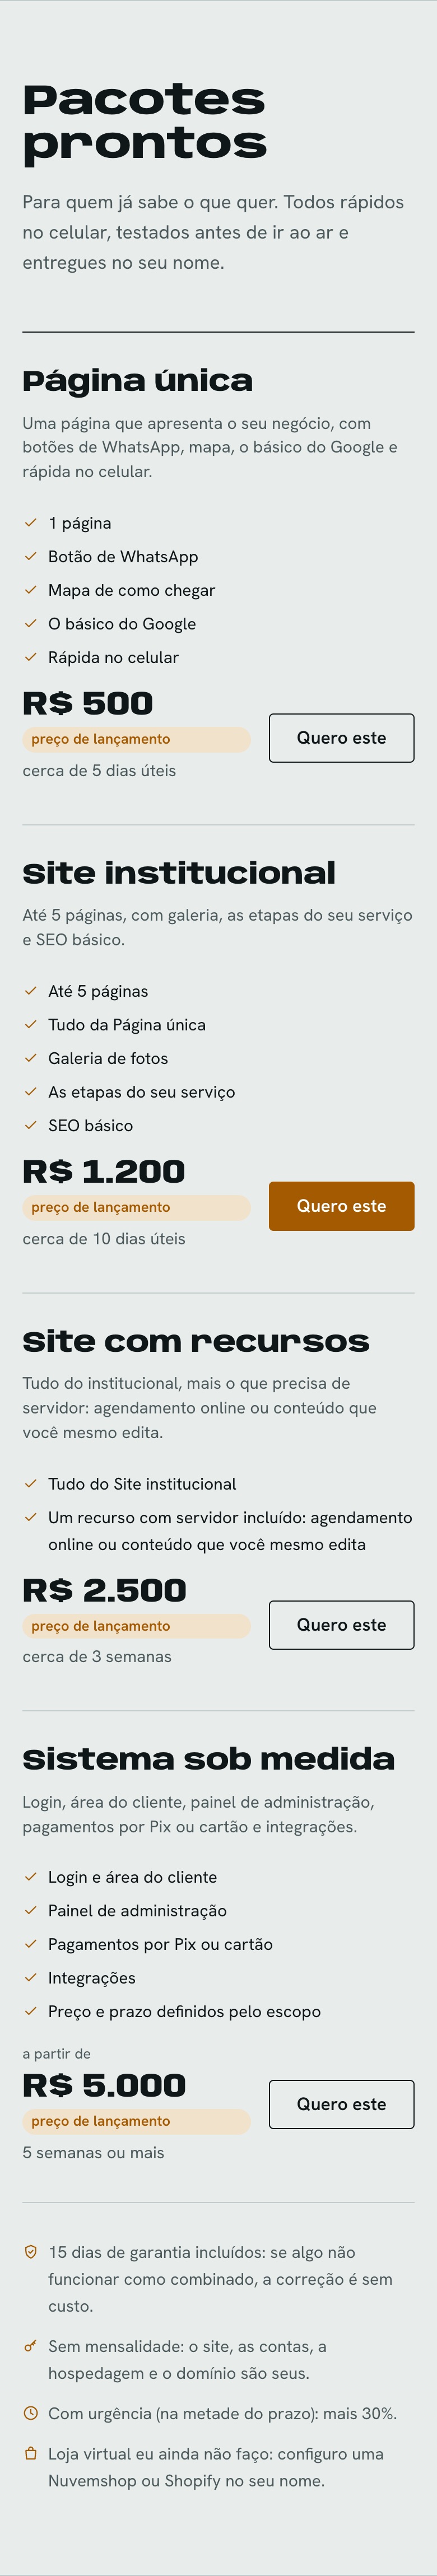 Pacotes
prontos
Para quem já sabe o que quer. Todos rápidos
no celular, testados antes de ir ao ar e
entregues no seu nome.
Página única
Uma página que apresenta o seu negócio, com
botões de WhatsApp, mapa, o básico do Google e
rápida no celular.
1 página
Botão de WhatsApp
Mapa de como chegar
O básico do Google
Rápida no celular
R$ 500
preço de lançamento
cerca de 5 dias úteis
Quero este
Site institucional
Até 5 páginas, com galeria, as etapas do seu serviço
e SEO básico.
Até 5 páginas
Tudo da Página única
Galeria de fotos
As etapas do seu serviço
SEO básico
R$ 1.200
preço de lançamento
cerca de 10 dias úteis
Quero este
Site com recursos
Tudo do institucional, mais o que precisa de
servidor: agendamento online ou conteúdo que
você mesmo edita.
Tudo do Site institucional
Um recurso com servidor incluído: agendamento
online ou conteúdo que você mesmo edita
R$ 2.500
preço de lançamento
cerca de 3 semanas
Quero este
Sistema sob medida
Login, área do cliente, painel de administração,
pagamentos por Pix ou cartão e integrações.
Login e área do cliente
Painel de administração
Pagamentos por Pix ou cartão
Integrações
Preço e prazo definidos pelo escopo
a partir de
R$ 5.000
preço de lançamento
5 semanas ou mais
Quero este
15 dias de garantia incluídos: se algo não
funcionar como combinado, a correção é sem
custo.
Sem mensalidade: o site, as contas, a
hospedagem e o domínio são seus.
Com urgência (na metade do prazo): mais 30%.
Loja virtual eu ainda não faço: configuro uma
Nuvemshop ou Shopify no seu nome.